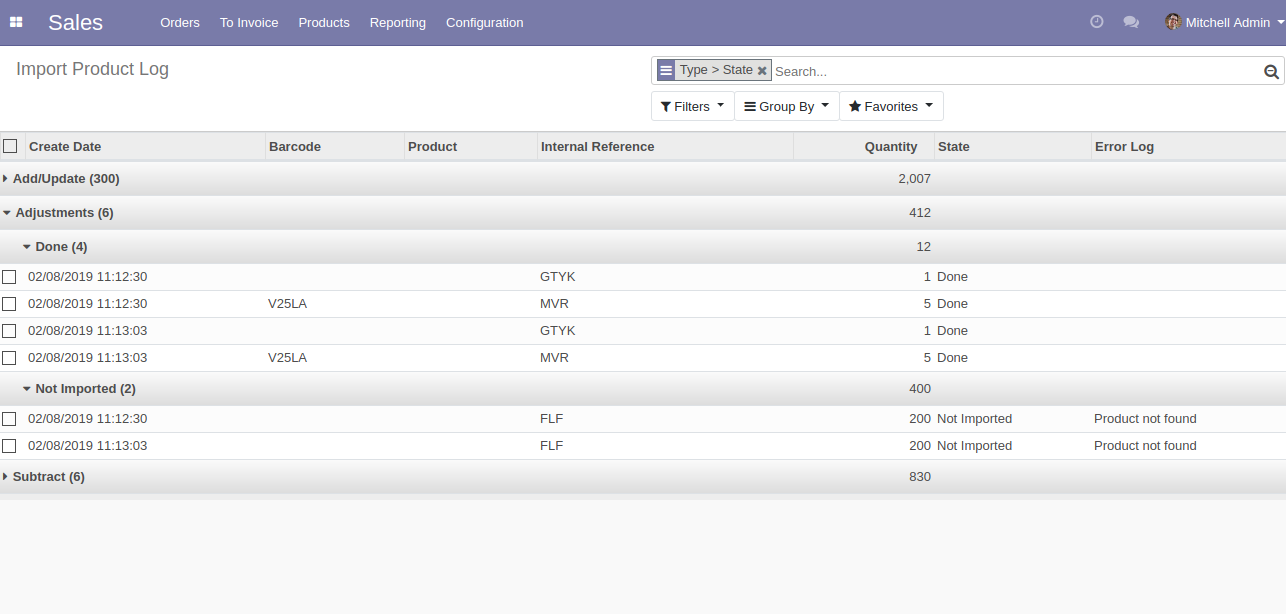 Sales Orders To Invoice Products Reporting Configuration Mitchell Admin
Import Product Log
Type > State Search...
Filters Group By Favorites
Create Date Barcode Product Internal Reference Quantity State Error Log
Add/Update (300) 2,007
Adjustments (6) 412
Done (4) 12
02/08/2019 11:12:30 GTYK 1 Done
02/08/2019 11:12:30 V25LA MVR 5 Done
02/08/2019 11:13:03 GTYK 1 Done
02/08/2019 11:13:03 V25LA MVR 5 Done
Not Imported (2) 400
02/08/2019 11:12:30 FLF 200 Not Imported Product not found
02/08/2019 11:13:03 FLF 200 Not Imported Product not found
Subtract (6) 830